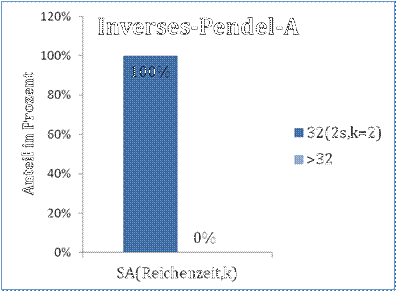 Inverses-Pendel-A
120%
100%
80%
60%
40%
20%
0%
Anteil in Prozent
100%
0%
SA(Reichenzeit,k)
32(2s,k=2)
>32